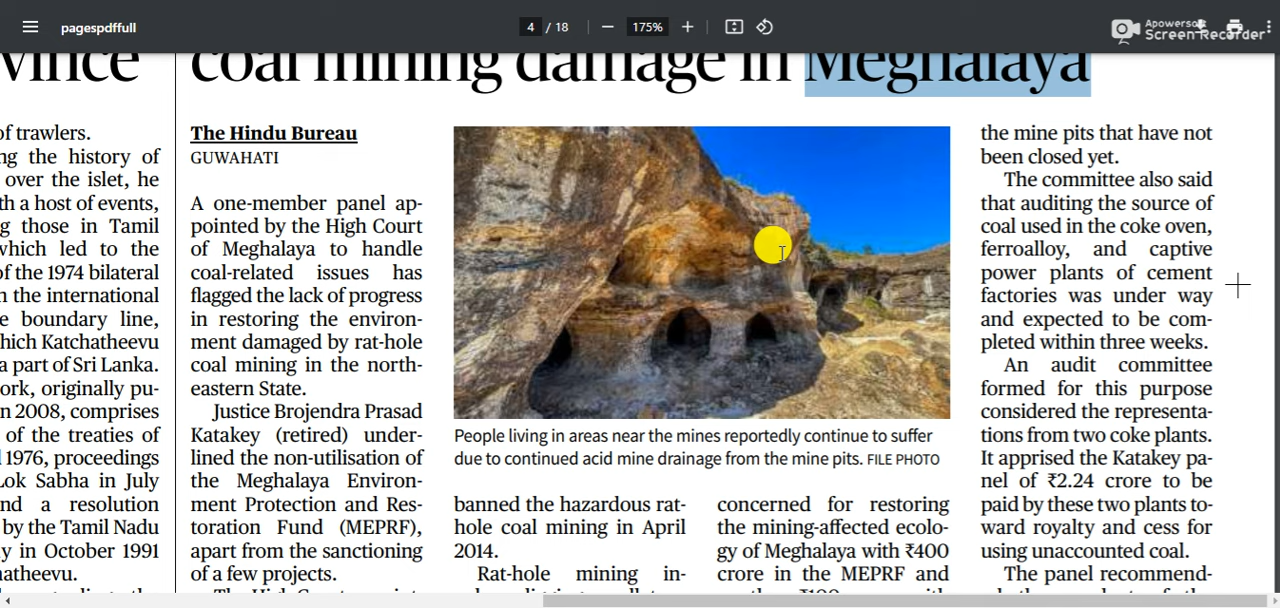 pagespdffull
4 / 18
175%
Apowersoft
Screen Recorder
vince
of trawlers.
ng the history of
over the islet, he
th a host of events,
g those in Tamil
which led to the
of the 1974 bilateral
n the international
e boundary line,
hich Katchatheevu
a part of Sri Lanka.
ork, originally pu-
n 2008, comprises
of the treaties of
1976, proceedings
Lok Sabha in July
nd a resolution
by the Tamil Nadu
y in October 1991
hatheevu.
coal mining damage in Meghalaya
The Hindu Bureau
GUWAHATI
A one-member panel ap-
pointed by the High Court
of Meghalaya to handle
coal-related issues has
flagged the lack of progress
in restoring the environ-
ment damaged by rat-hole
coal mining in the north-
eastern State.
Justice Brojendra Prasad
Katakey (retired) under-
lined the non-utilisation of
the Meghalaya Environ-
ment Protection and Res-
toration Fund (MEPRF),
apart from the sanctioning
of a few projects.
People living in areas near the mines reportedly continue to suffer
due to continued acid mine drainage from the mine pits. FILE PHOTO
banned the hazardous rat-
hole coal mining in April
2014.
Rat-hole mining in-
concerned for restoring
the mining-affected ecolo-
gy of Meghalaya with ₹400
crore in the MEPRF and
the mine pits that have not
been closed yet.
The committee also said
that auditing the source of
coal used in the coke oven,
ferroalloy, and captive
power plants of cement
factories was under way
and expected to be com-
pleted within three weeks.
An audit committee
formed for this purpose
considered the representa-
tions from two coke plants.
It apprised the Katakey pa-
nel of ₹2.24 crore to be
paid by these two plants to-
ward royalty and cess for
using unaccounted coal.
The panel recommend-